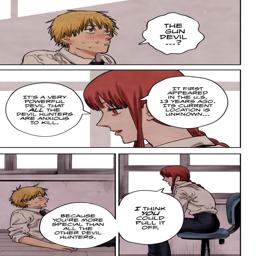 THE
GUN
DEVIL
...?
IT FIRST
APPEARED
IN THE U.S.
13 YEARS AGO.
ITS CURRENT
LOCATION IS
UNKNOWN...
IT'S A VERY
POWERFUL
DEVIL THAT
ALL THE
DEVIL HUNTERS
ARE ANXIOUS
TO KILL.
I THINK
YOU
COULD
PULL IT
OFF.
BECAUSE
YOU'RE MORE
SPECIAL THAN
ALL THE
OTHER DEVIL
HUNTERS.